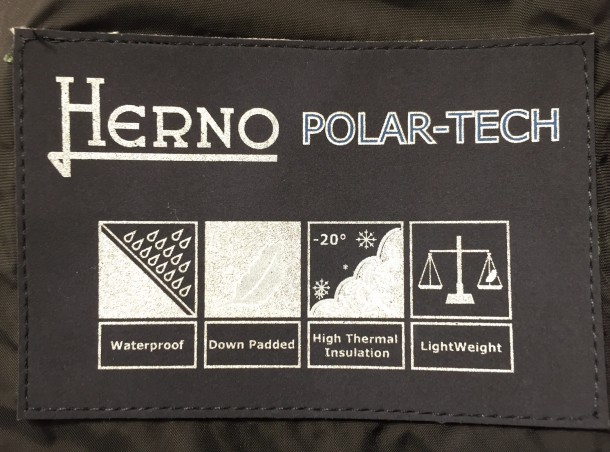 HERNO POLAR-TECH
-20°
Waterproof
Down Padded
High Thermal
Insulation
LightWeight